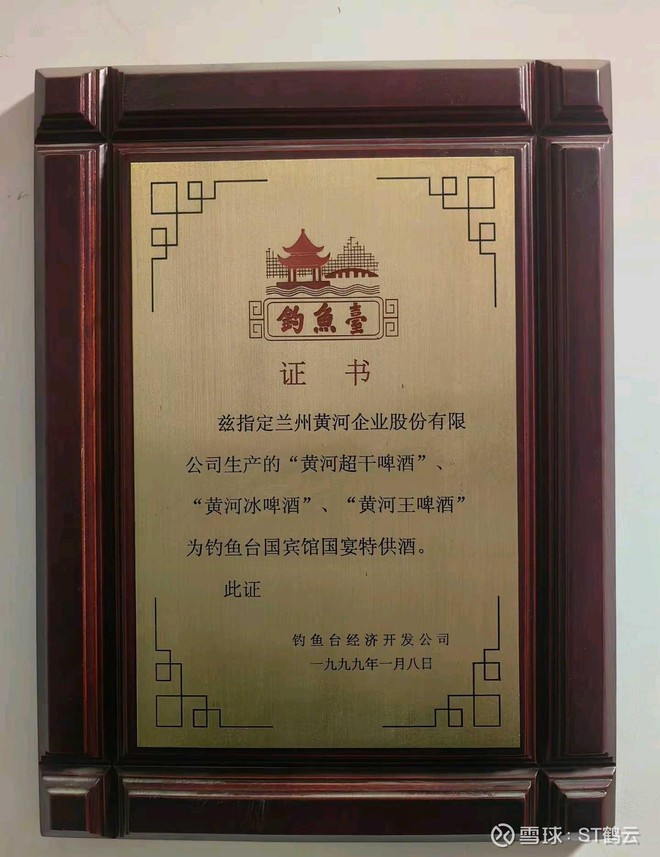 钓魚臺
证书
兹指定兰州黄河企业股份有限
公司生产的“黄河超干啤酒”、
“黄河冰啤酒”、“黄河王啤酒”
为钓鱼台国宾馆国宴特供酒。
此证
钓鱼台经济开发公司
一九九九年一月八日
雪球：ST鹤云